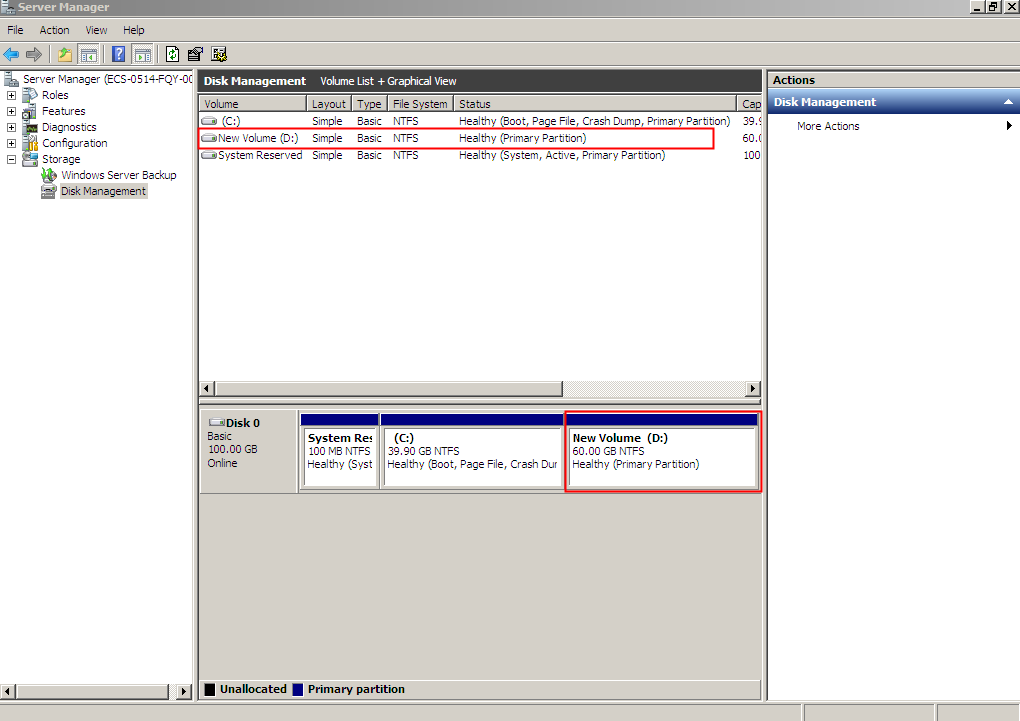 Server Manager
File Action View Help
Server Manager (ECS-0514-FQY-00
Roles
Features
Diagnostics
Configuration
Storage
Windows Server Backup
Disk Management
Disk Management Volume List + Graphical View
Volume Layout Type File System Status Cap
(C:) Simple Basic NTFS Healthy (Boot, Page File, Crash Dump, Primary Partition) 39.9
New Volume (D:) Simple Basic NTFS Healthy (Primary Partition) 60.0
System Reserved Simple Basic NTFS Healthy (System, Active, Primary Partition) 100
Disk 0
Basic
100.00 GB
Online
System Res
100 MB NTFS
Healthy (Syst
(C:)
39.90 GB NTFS
Healthy (Boot, Page File, Crash Dur
New Volume (D:)
60.00 GB NTFS
Healthy (Primary Partition)
Unallocated Primary partition
Actions
Disk Management
More Actions